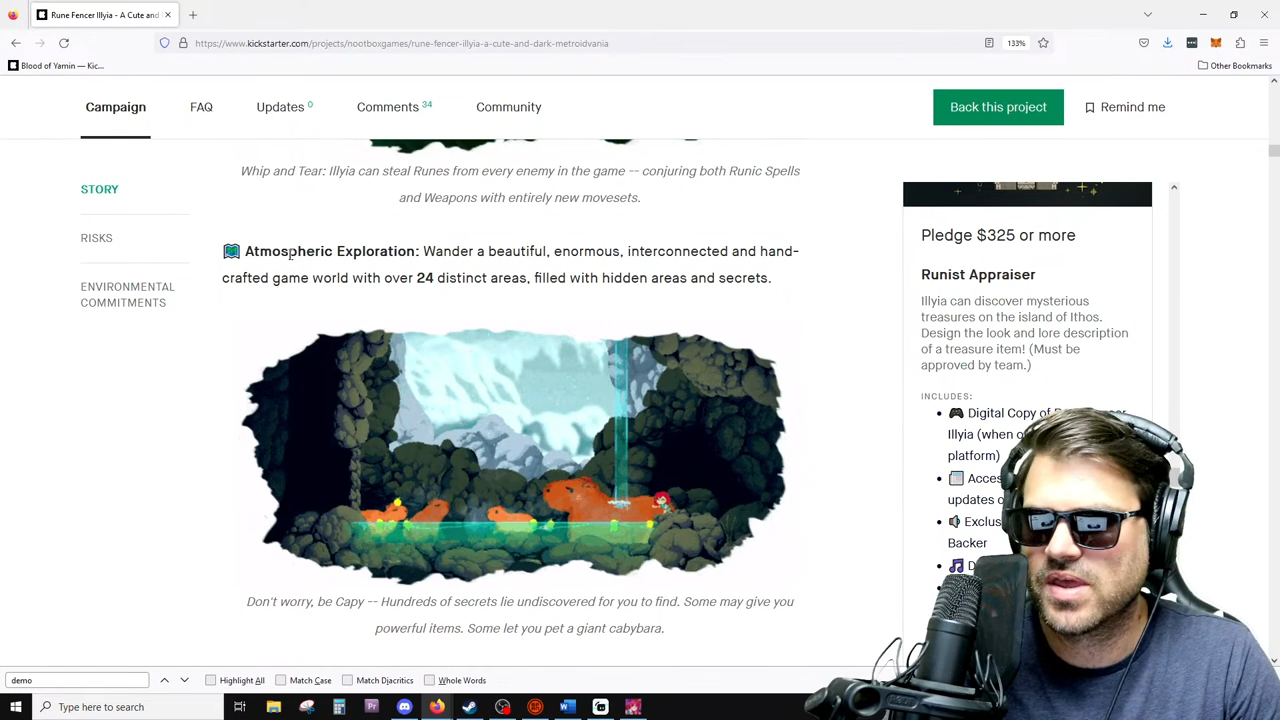 Rune Fencer Illyia - A Cute and
https://www.kickstarter.com/projects/nootboxgames/rune-fencer-illyia-a-cute-and-dark-metroidvania
133%
Blood of Yamin — Kic...
Other Bookmarks
Campaign
FAQ
Updates 0
Comments 34
Community
Back this project
Remind me
Whip and Tear: Illyia can steal Runes from every enemy in the game -- conjuring both Runic Spells
and Weapons with entirely new movesets.
STORY
RISKS
ENVIRONMENTAL
COMMITMENTS
Atmospheric Exploration: Wander a beautiful, enormous, interconnected and hand-
crafted game world with over 24 distinct areas, filled with hidden areas and secrets.
Don't worry, be Capy -- Hundreds of secrets lie undiscovered for you to find. Some may give you
powerful items. Some let you pet a giant cabybara.
Pledge $325 or more
Runist Appraiser
Illyia can discover mysterious
treasures on the island of Ithos.
Design the look and lore description
of a treasure item! (Must be
approved by team.)
INCLUDES:
Digital Copy of
Illyia (when
platform)
updates
Backer
demo
Highlight All
Match Case
Match Diacritics
Whole Words
Type here to search